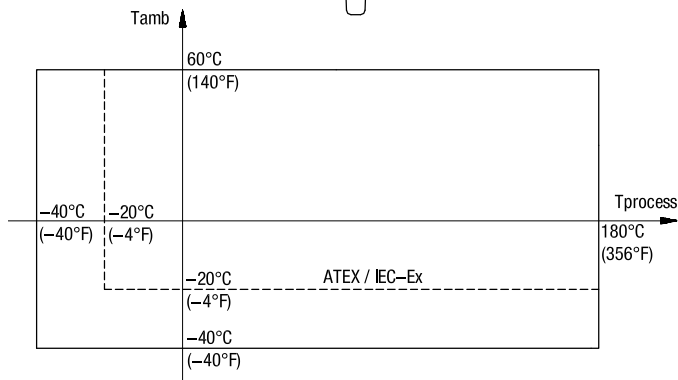 Tamb
60°C
(140°F)
Tprocess
–40°C
(–40°F)
–20°C
(–4°F)
180°C
(356°F)
–20°C
(–4°F)
ATEX / IEC–Ex
–40°C
(–40°F)